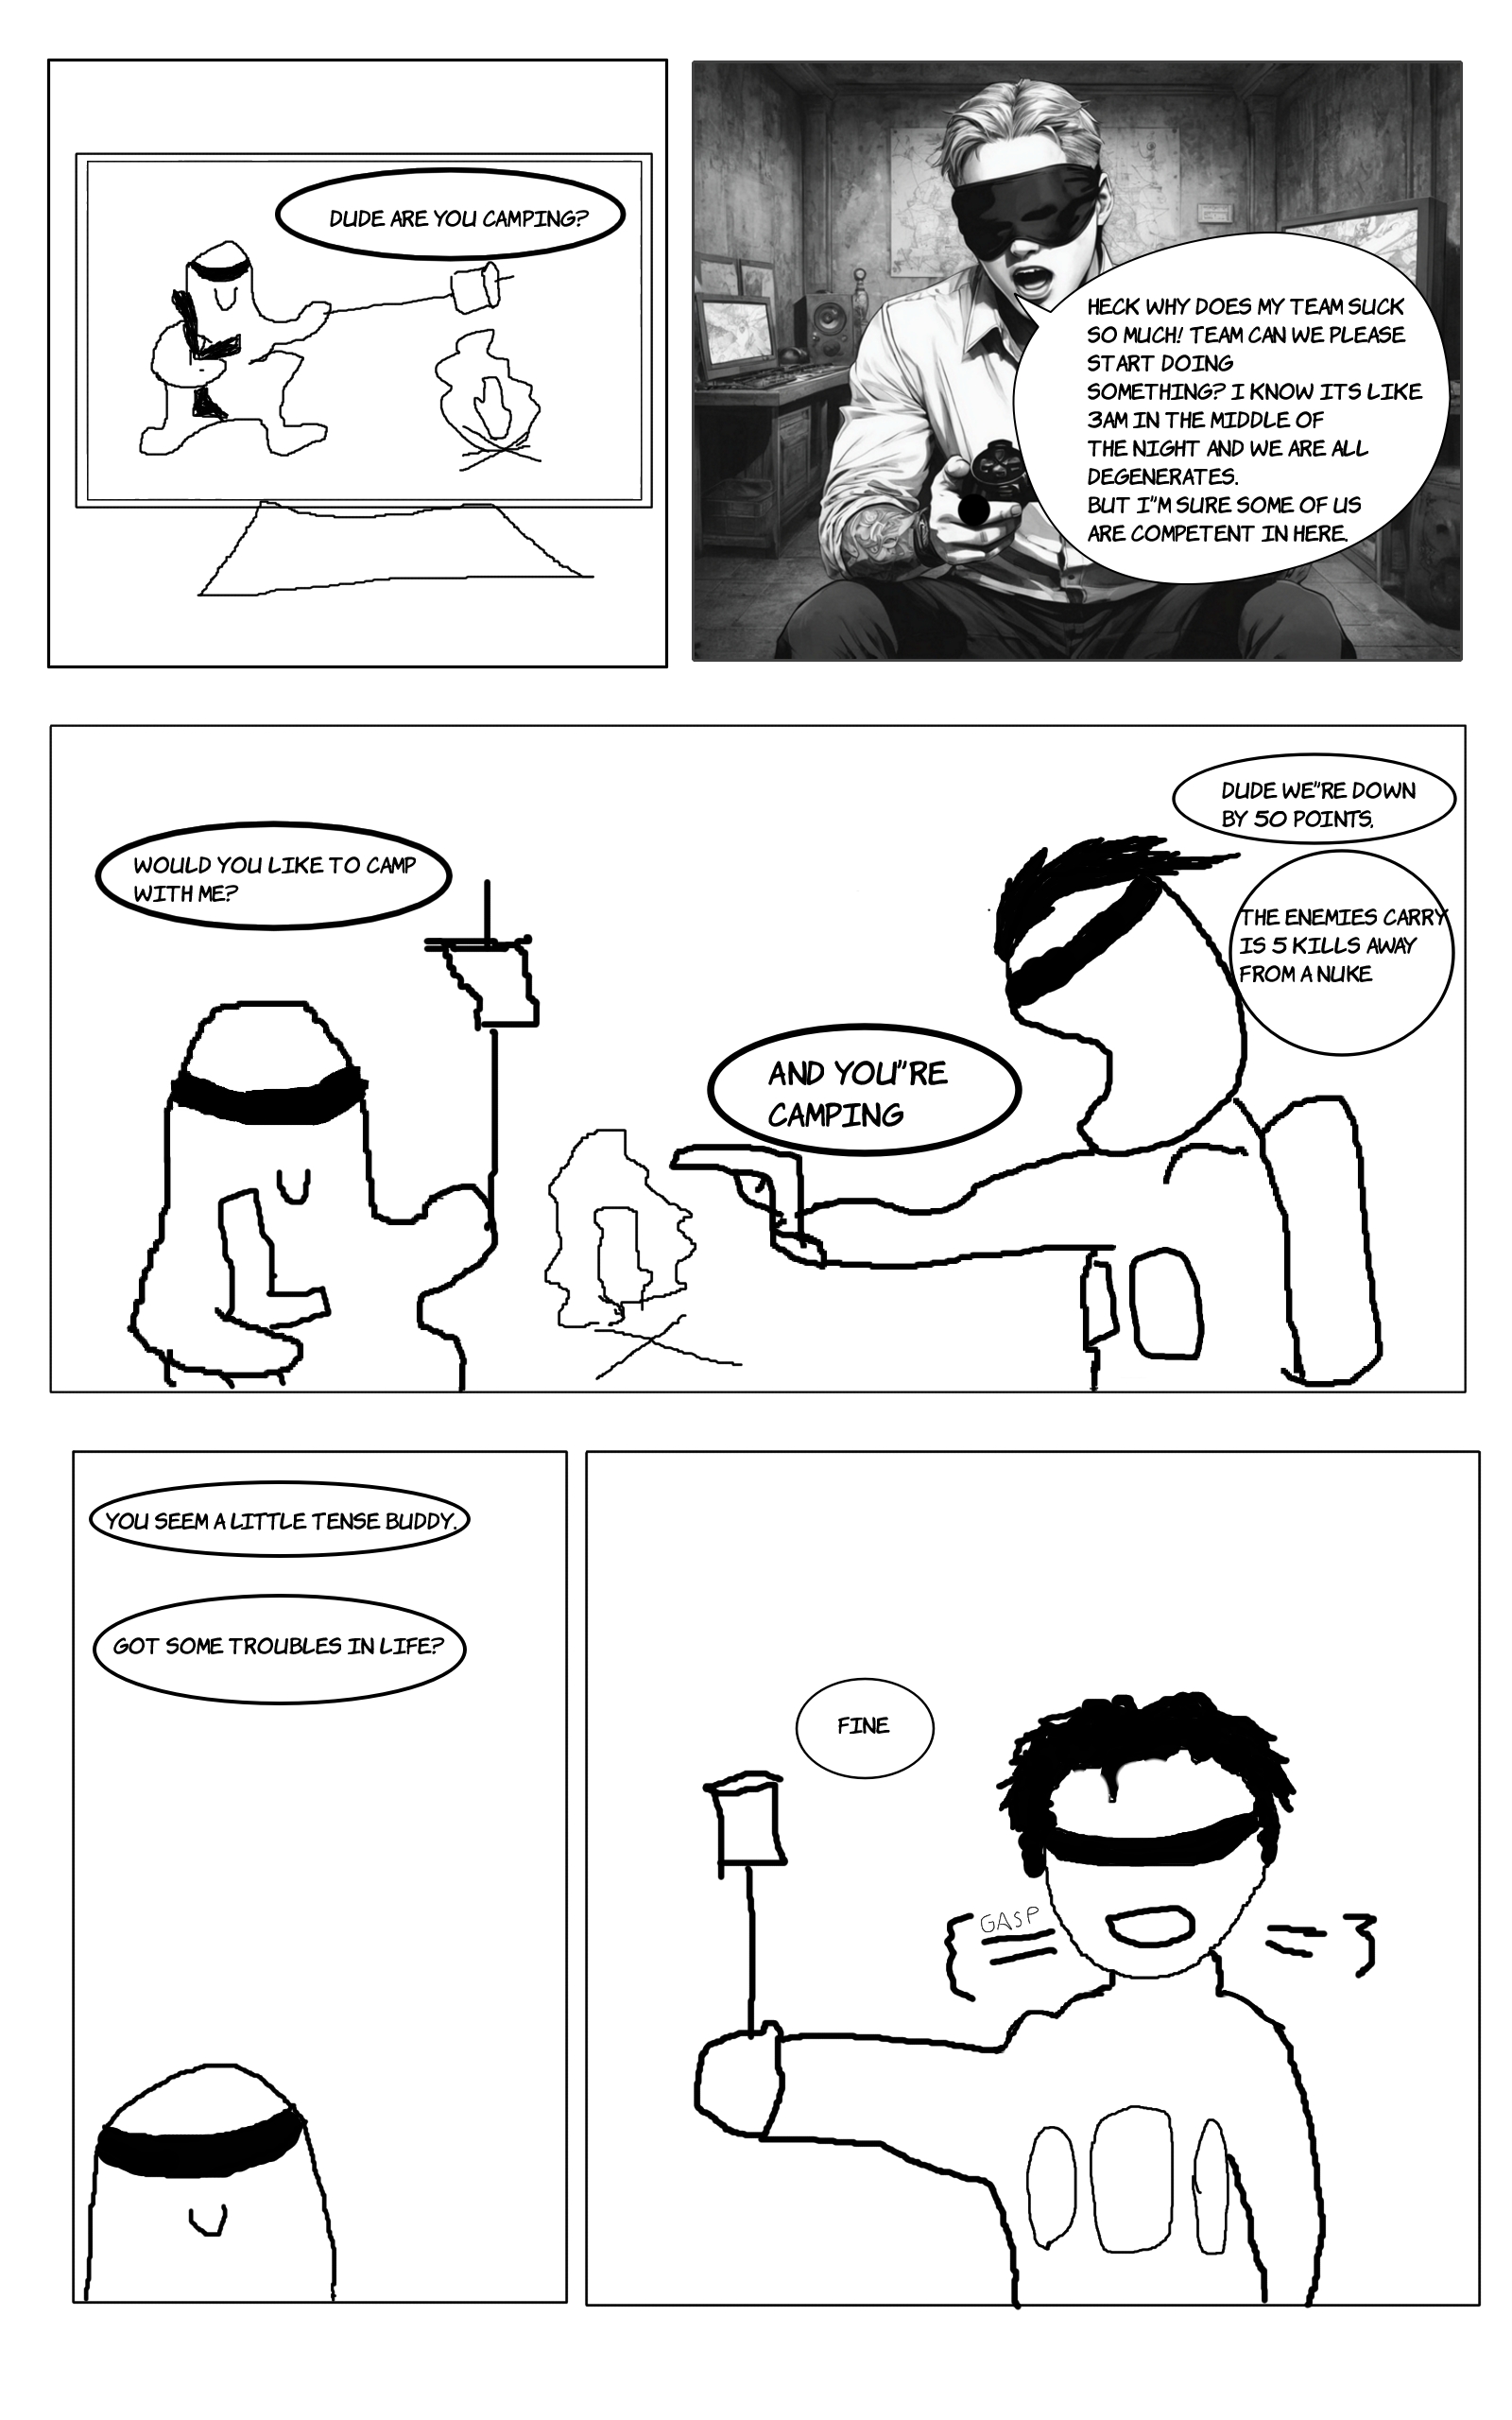 DUDE ARE YOU CAMPING?
HECK WHY DOES MY TEAM SUCK
SO MUCH! TEAM CAN WE PLEASE
START DOING
SOMETHING? I KNOW ITS LIKE
3AM IN THE MIDDLE OF
THE NIGHT AND WE ARE ALL
DEGENERATES.
BUT I"M SURE SOME OF US
ARE COMPETENT IN HERE.
WOULD YOU LIKE TO CAMP
WITH ME?
DUDE WE"RE DOWN
BY 50 POINTS.
THE ENEMIES CARRY
IS 5 KILLS AWAY
FROM A NUKE
AND YOU"RE
CAMPING
YOU SEEM A LITTLE TENSE BUDDY.
GOT SOME TROUBLES IN LIFE?
FINE
GASP